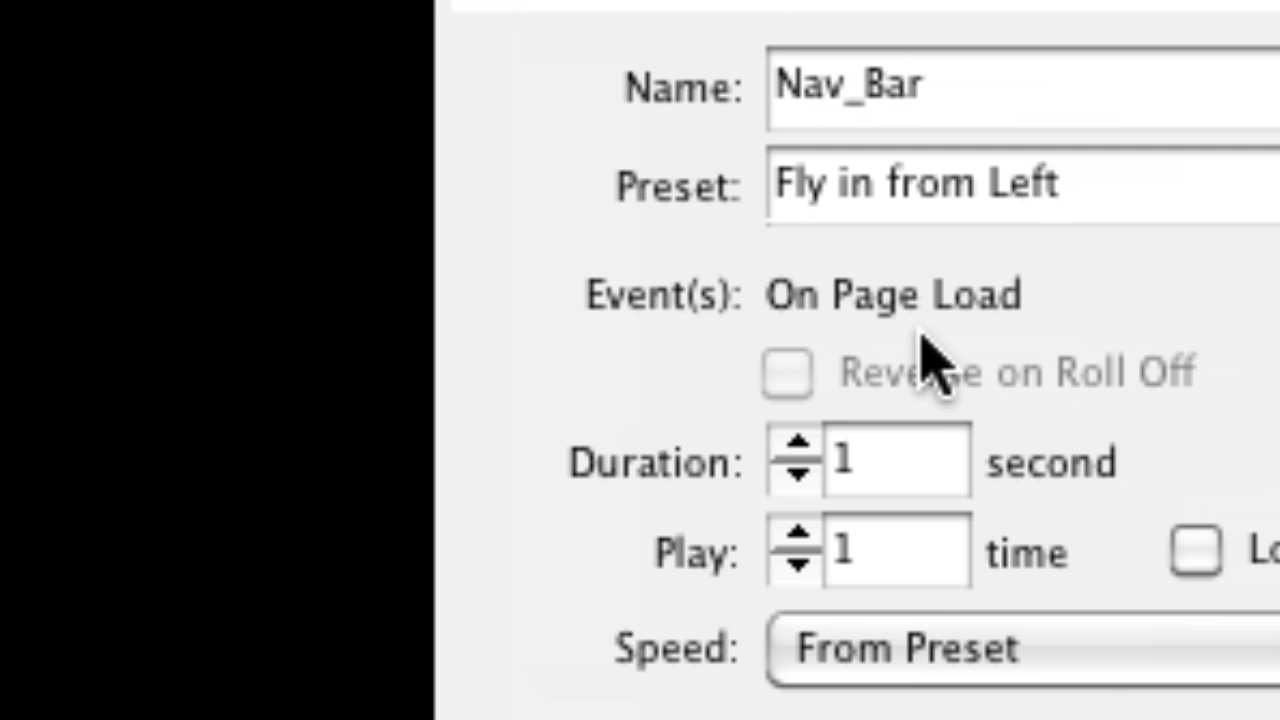 Name: Nav_Bar
Preset: Fly in from Left
Event(s): On Page Load
Reverse on Roll Off
Duration: 1 second
Play: 1 time
Speed: From Preset